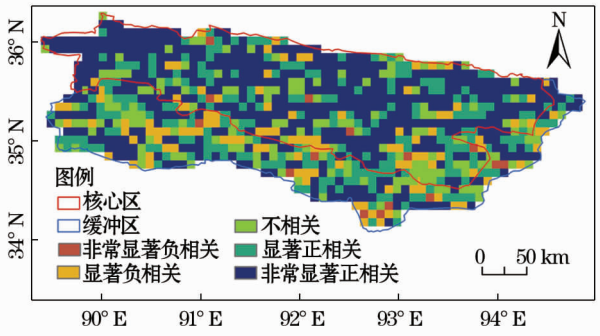 N
36° N
35° N
34° N
图例
核心区
缓冲区
不相关
非常显著负相关
显著正相关
显著负相关
非常显著正相关
0 50 km
90° E 91° E 92° E 93° E 94° E